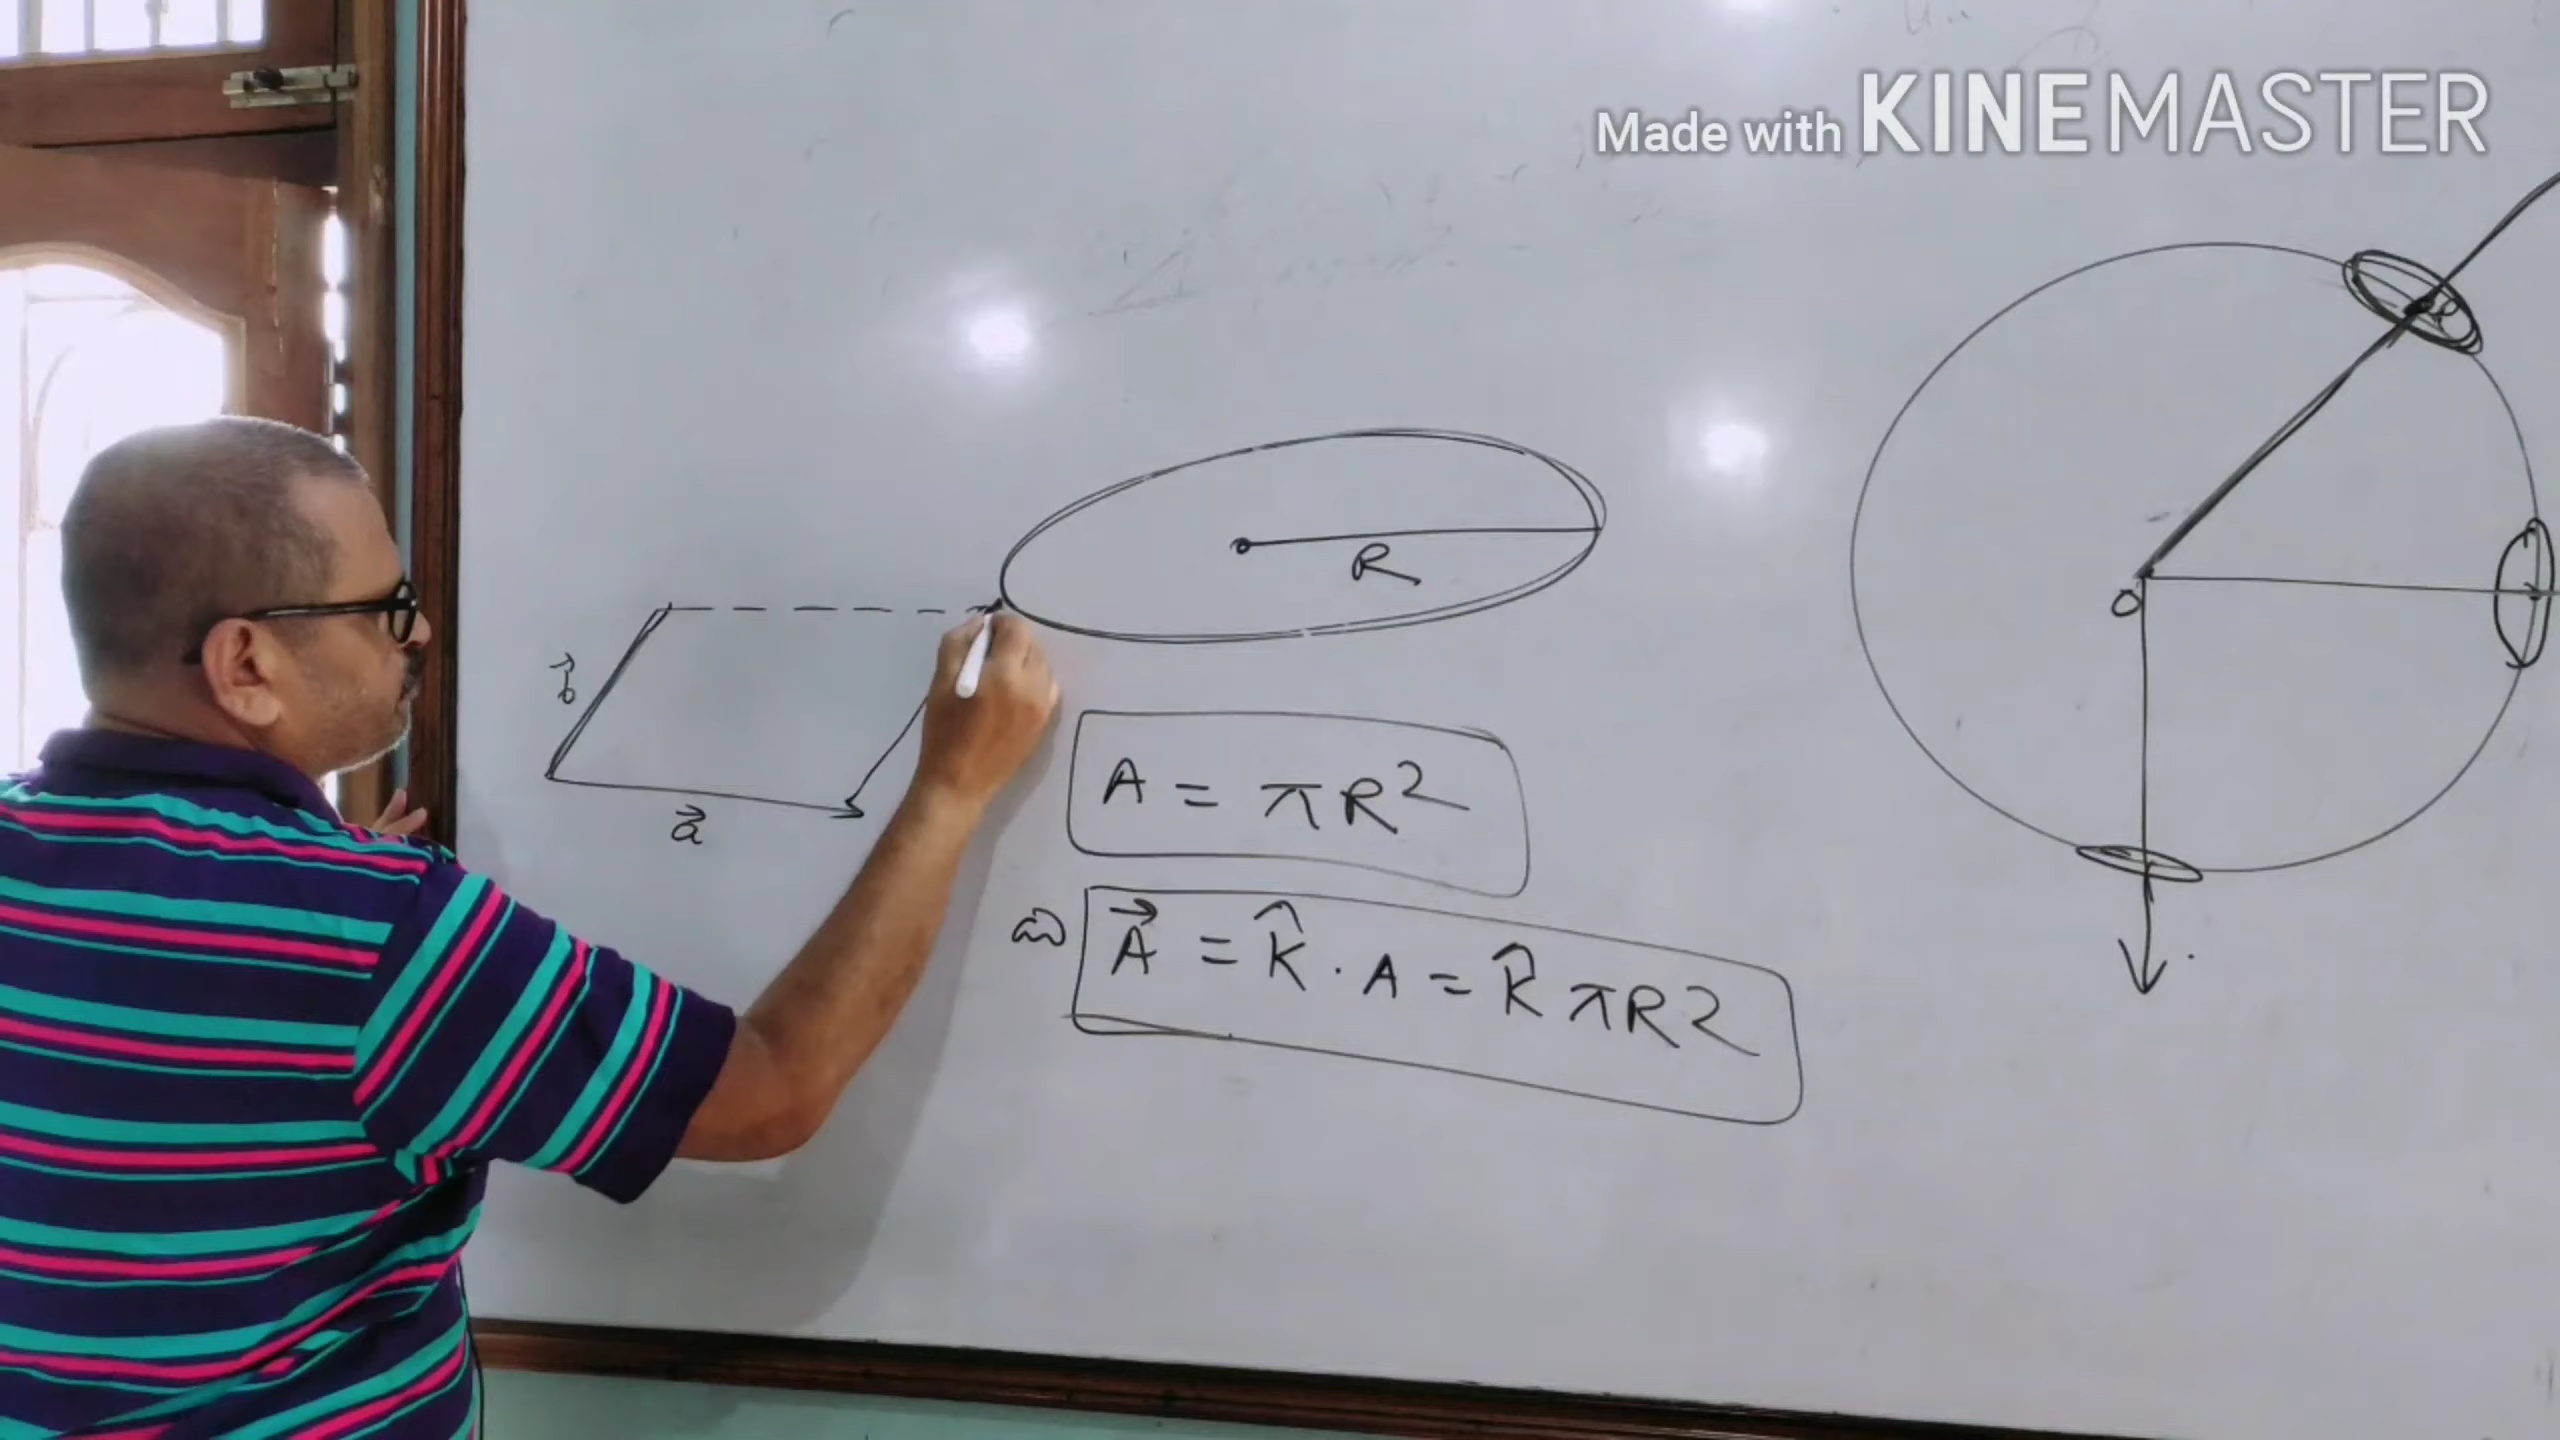 Made with KINEMASTER
R
b⃗
a⃗
O
A = πR²
A⃗ = K̂ · A = K̂ πR²